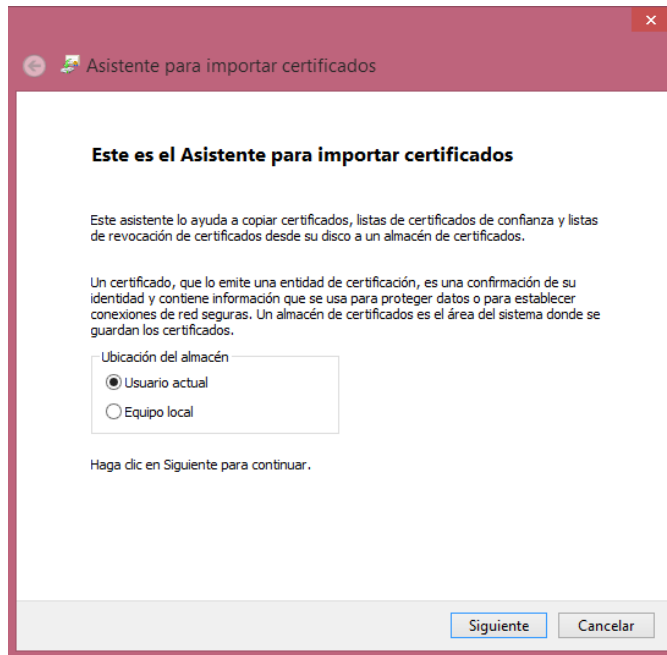 Asistente para importar certificados
Este es el Asistente para importar certificados
Este asistente lo ayuda a copiar certificados, listas de certificados de confianza y listas
de revocación de certificados desde su disco a un almacén de certificados.
Un certificado, que lo emite una entidad de certificación, es una confirmación de su
identidad y contiene información que se usa para proteger datos o para establecer
conexiones de red seguras. Un almacén de certificados es el área del sistema donde se
guardan los certificados.
Ubicación del almacén
Usuario actual
Equipo local
Haga clic en Siguiente para continuar.
Siguiente Cancelar